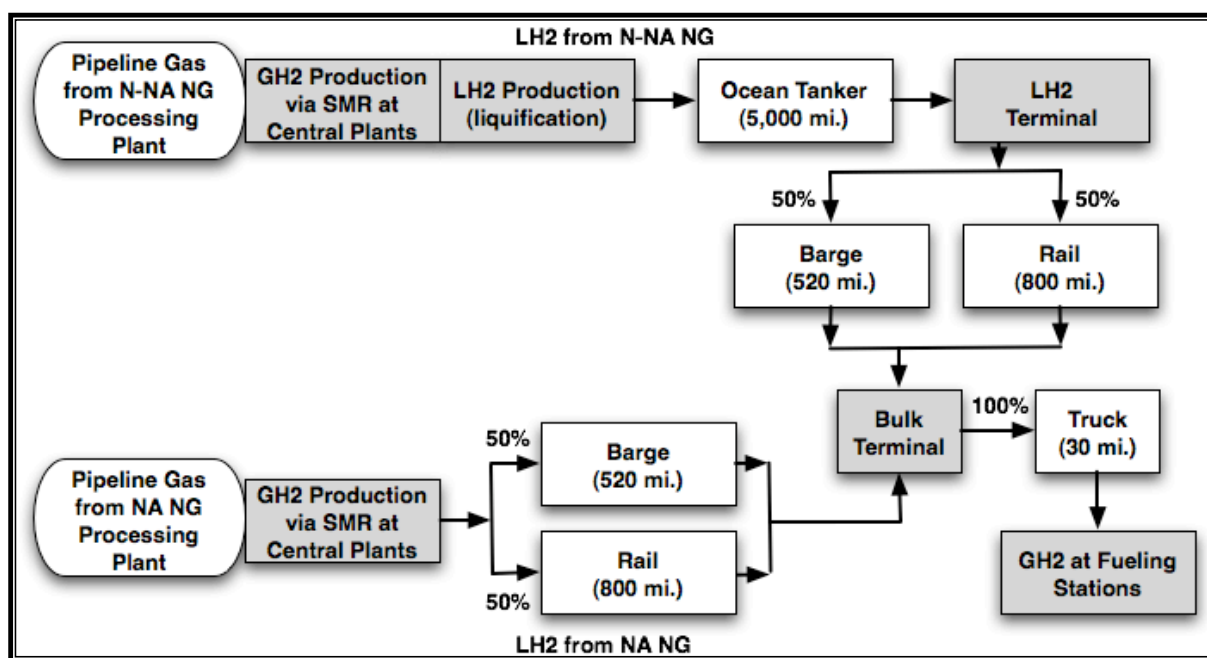 LH2 from N-NA NG
Pipeline Gas
from N-NA NG
Processing
Plant
GH2 Production
via SMR at
Central Plants
LH2 Production
(liquification)
Ocean Tanker
(5,000 mi.)
LH2
Terminal
50%
50%
Barge
(520 mi.)
Rail
(800 mi.)
Bulk
Terminal
100%
Truck
(30 mi.)
GH2 at Fueling
Stations
Pipeline Gas
from NA NG
Processing
Plant
GH2 Production
via SMR at
Central Plants
50%
Barge
(520 mi.)
50%
Rail
(800 mi.)
LH2 from NA NG